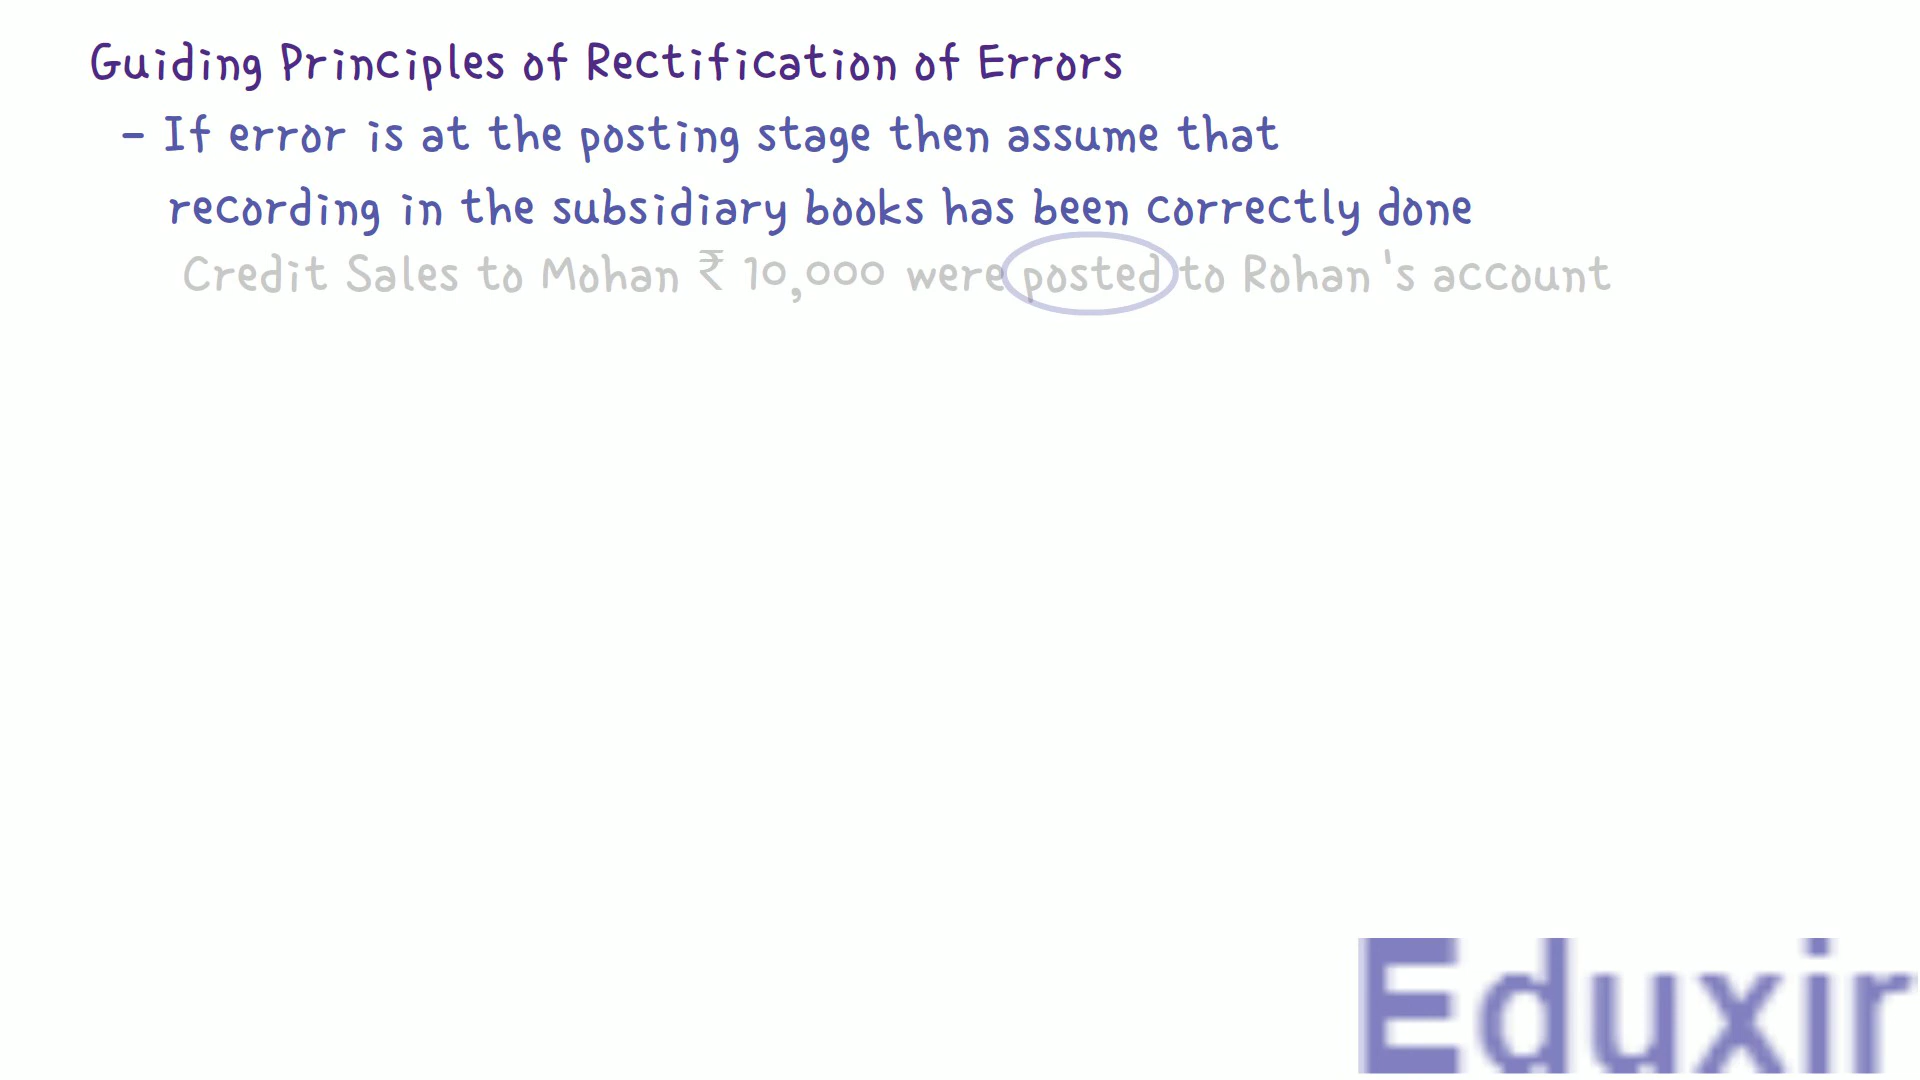 Guiding Principles of Rectification of Errors
- If error is at the posting stage then assume that
recording in the subsidiary books has been correctly done
Credit Sales to Mohan ₹ 10,000 were posted to Rohan's account
Eduxir